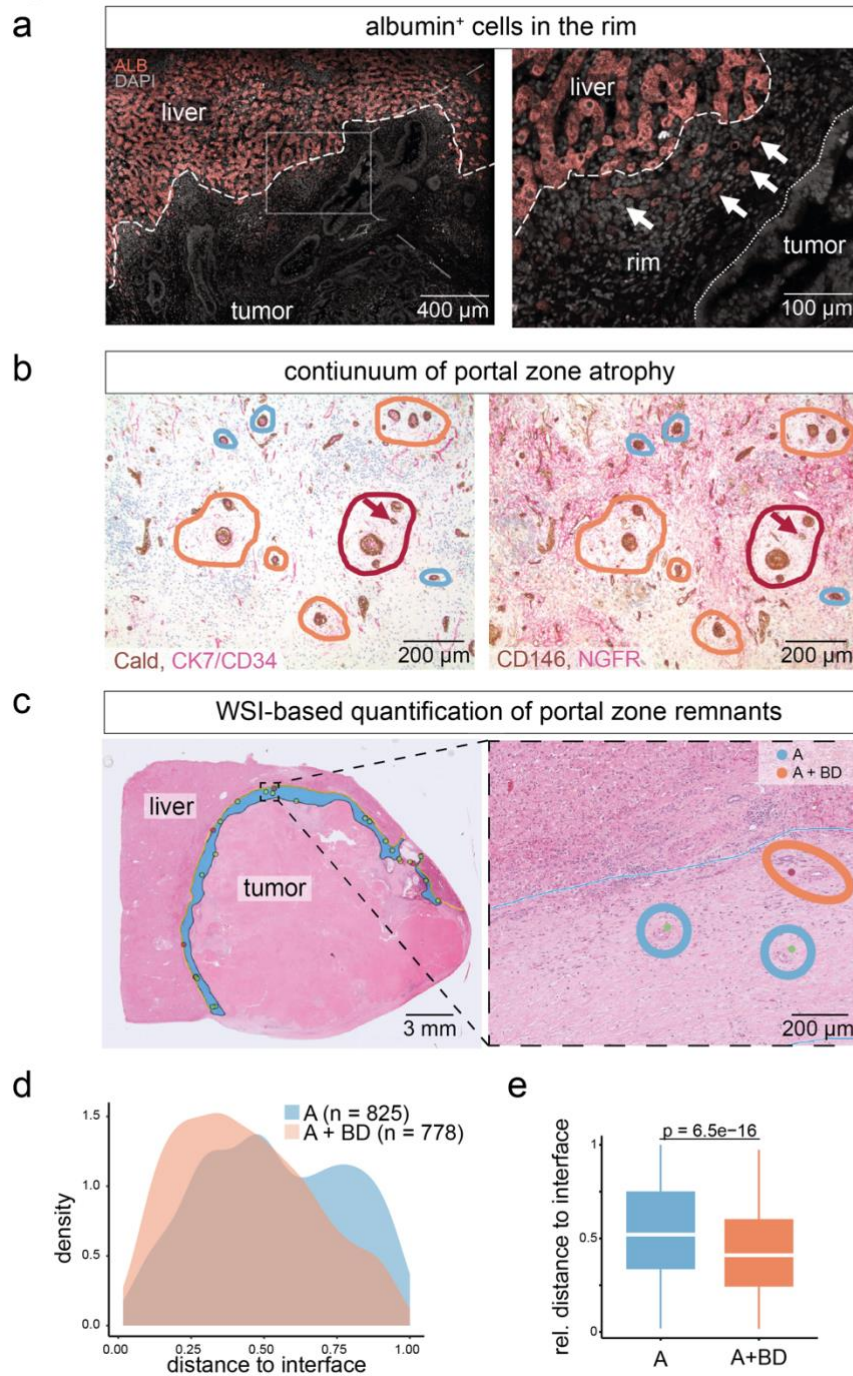 a
albumin⁺ cells in the rim
ALB
DAPI
liver
tumor
400 µm
liver
rim
tumor
100 µm
b
contiunuum of portal zone atrophy
Cald, CK7/CD34
200 µm
CD146, NGFR
200 µm
c
WSI-based quantification of portal zone remnants
liver
tumor
3 mm
A
A + BD
200 µm
d
A (n = 825)
A + BD (n = 778)
density
1.5
1.0
0.5
0.0
0.00 0.25 0.50 0.75 1.00
distance to interface
e
p = 6.5e−16
rel. distance to interface
1
0.5
0
A A+BD